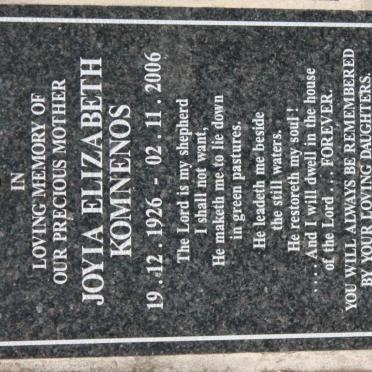 IN
LOVING MEMORY OF
OUR PRECIOUS MOTHER
JOYIA ELIZABETH
KOMNENOS
19 . 12 . 1926 - 02 . 11 . 2006
The Lord is my shepherd
I shall not want,
He maketh me to lie down
in green pastures.
He leadeth me beside
the still waters.
He restoreth my soul !
. . . . . And I will dwell in the house
of the Lord . . . FOREVER.
YOU WILL ALWAYS BE REMEMBERED
BY YOUR LOVING DAUGHTERS.